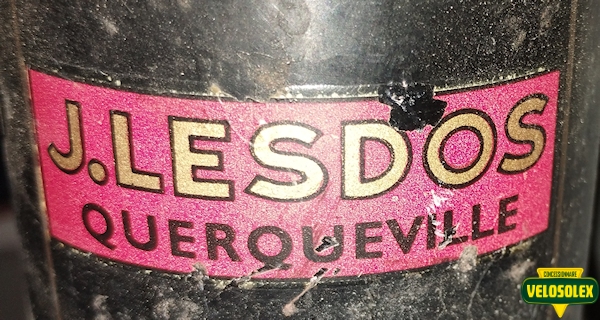 J.LESDOS
QUERQUEVILLE
CONCESSIONNAIRE
VELOSOLEX